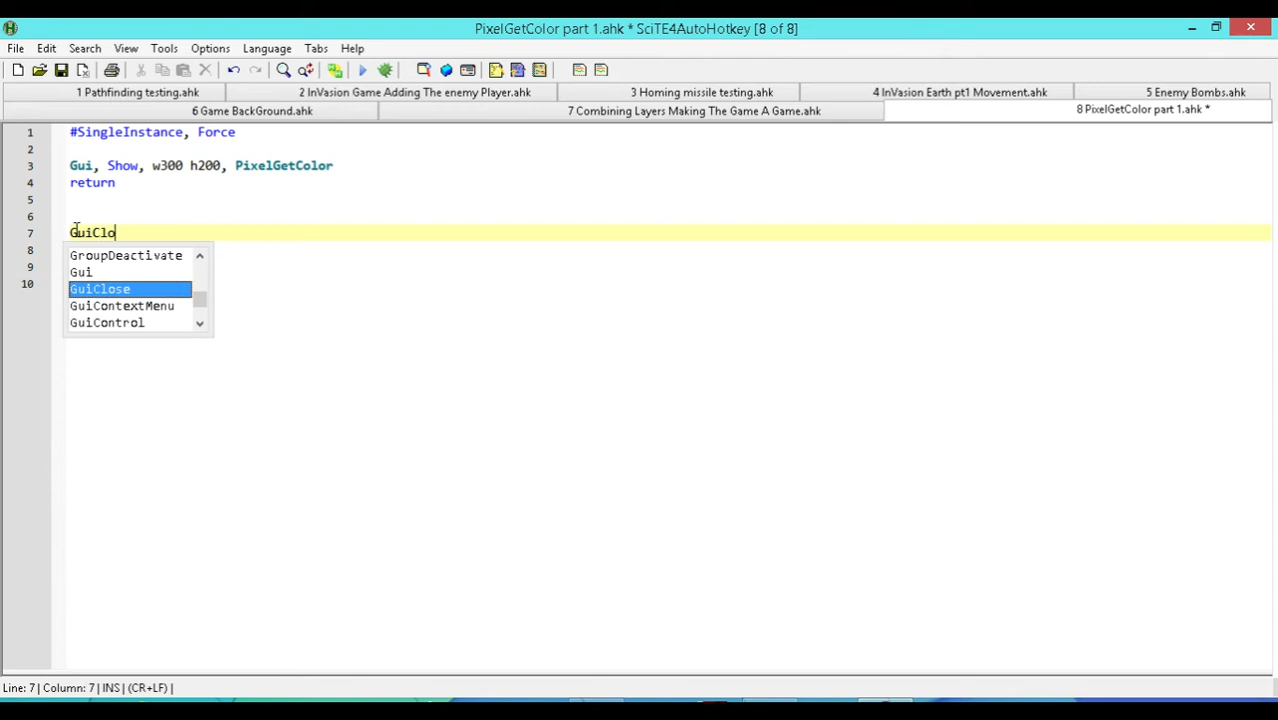 PixelGetColor part 1.ahk * SciTE4AutoHotkey [8 of 8]
File Edit Search View Tools Options Language Tabs Help
1 Pathfinding testing.ahk 2 InVasion Game Adding The enemy Player.ahk 3 Homing missile testing.ahk 4 InVasion Earth pt1 Movement.ahk 5 Enemy Bombs.ahk
6 Game BackGround.ahk 7 Combining Layers Making The Game A Game.ahk 8 PixelGetColor part 1.ahk *
1 #SingleInstance, Force
2
3 Gui, Show, w300 h200, PixelGetColor
4 return
5
6
7 GuiClo
8 GroupDeactivate
Gui
9 GuiClose
10 GuiContextMenu
GuiControl
Line: 7 | Column: 7 | INS | (CR+LF) |